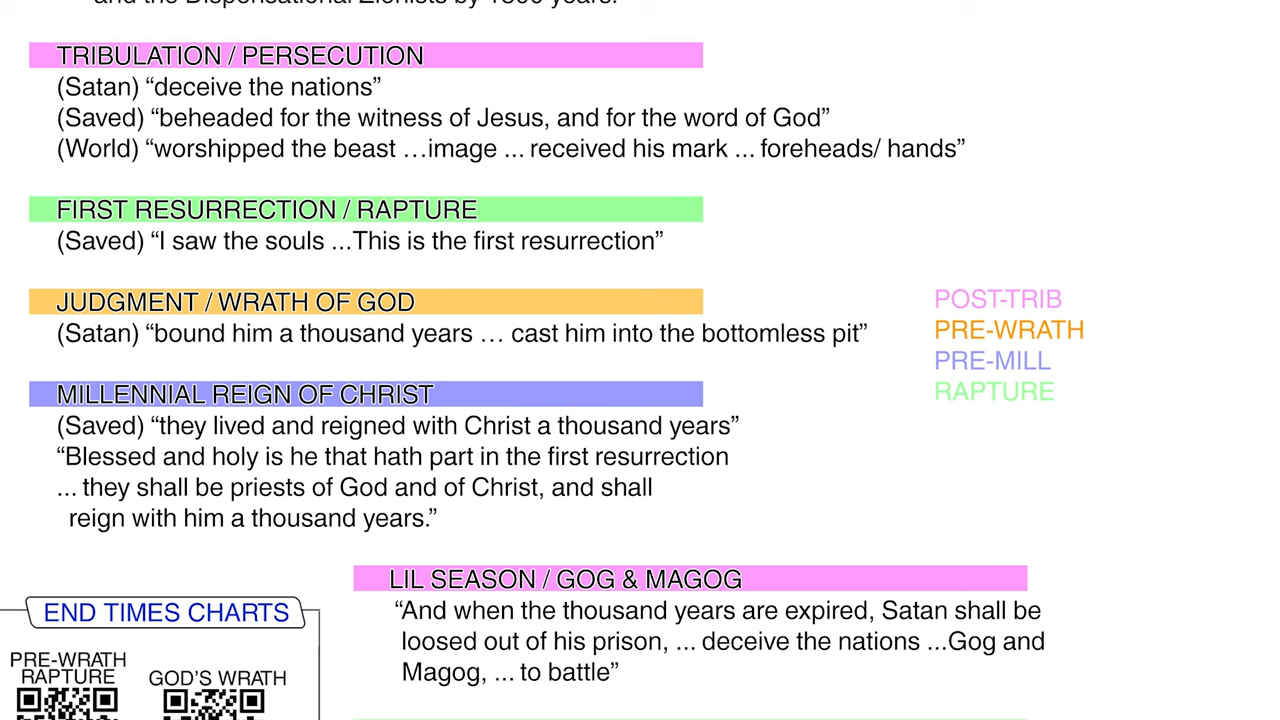 and the Dispensational Zionists by 1800 years.
TRIBULATION / PERSECUTION
(Satan) “deceive the nations”
(Saved) “beheaded for the witness of Jesus, and for the word of God”
(World) “worshipped the beast …image ... received his mark ... foreheads/ hands”
FIRST RESURRECTION / RAPTURE
(Saved) “I saw the souls ...This is the first resurrection”
JUDGMENT / WRATH OF GOD
(Satan) “bound him a thousand years … cast him into the bottomless pit”
POST-TRIB
PRE-WRATH
PRE-MILL
RAPTURE
MILLENNIAL REIGN OF CHRIST
(Saved) “they lived and reigned with Christ a thousand years”
“Blessed and holy is he that hath part in the first resurrection
... they shall be priests of God and of Christ, and shall
reign with him a thousand years.”
LIL SEASON / GOG & MAGOG
“And when the thousand years are expired, Satan shall be
loosed out of his prison, ... deceive the nations ...Gog and
Magog, ... to battle”
END TIMES CHARTS
PRE-WRATH
RAPTURE
GOD’S WRATH